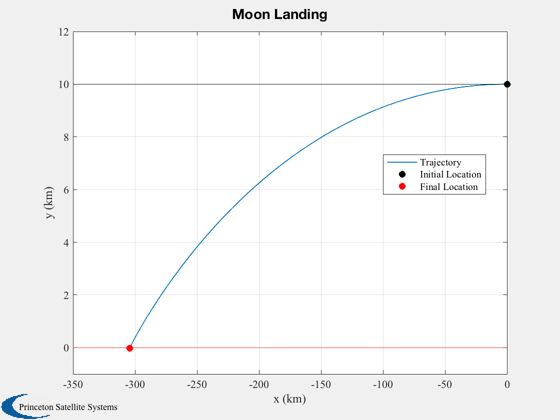 Moon Landing
12
10
8
6
4
2
0
y (km)
Trajectory
Initial Location
Final Location
-350 -300 -250 -200 -150 -100 -50 0
x (km)
Princeton Satellite Systems